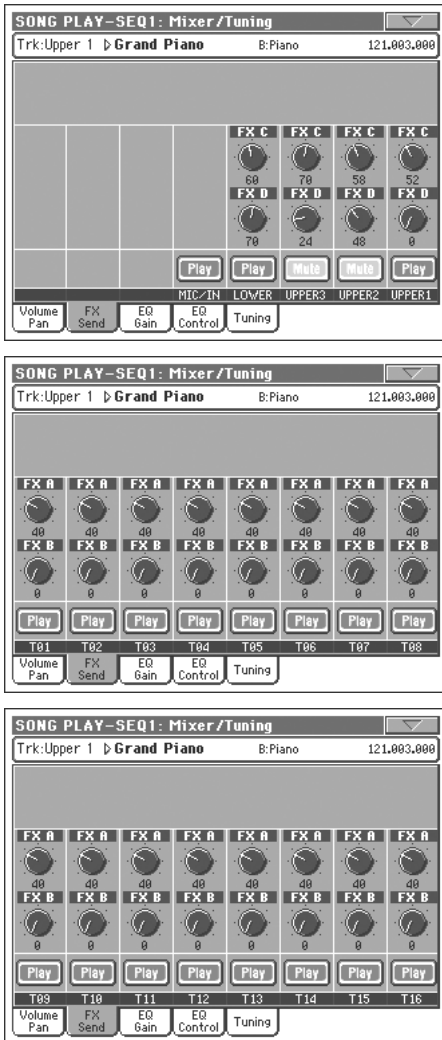 SONG PLAY-SEQ1: Mixer/Tuning
Trk:Upper 1 Grand Piano B:Piano 121.003.000
FX C FX C FX C FX C
60 70 58 52
FX D FX D FX D FX D
70 24 48 0
Play Play Mute Mute Play
MIC/IN LOWER UPPER3 UPPER2 UPPER1
Volume Pan FX Send EQ Gain EQ Control Tuning
SONG PLAY-SEQ1: Mixer/Tuning
Trk:Upper 1 Grand Piano B:Piano 121.003.000
FX A FX A FX A FX A FX A FX A FX A FX A
40 40 40 40 40 40 40 40
FX B FX B FX B FX B FX B FX B FX B FX B
0 0 0 0 0 0 0 0
Play Play Play Play Play Play Play Play
T01 T02 T03 T04 T05 T06 T07 T08
Volume Pan FX Send EQ Gain EQ Control Tuning
SONG PLAY-SEQ1: Mixer/Tuning
Trk:Upper 1 Grand Piano B:Piano 121.003.000
FX A FX A FX A FX A FX A FX A FX A FX A
40 40 40 40 40 40 40 40
FX B FX B FX B FX B FX B FX B FX B FX B
0 0 0 0 0 0 0 0
Play Play Play Play Play Play Play Play
T09 T10 T11 T12 T13 T14 T15 T16
Volume Pan FX Send EQ Gain EQ Control Tuning